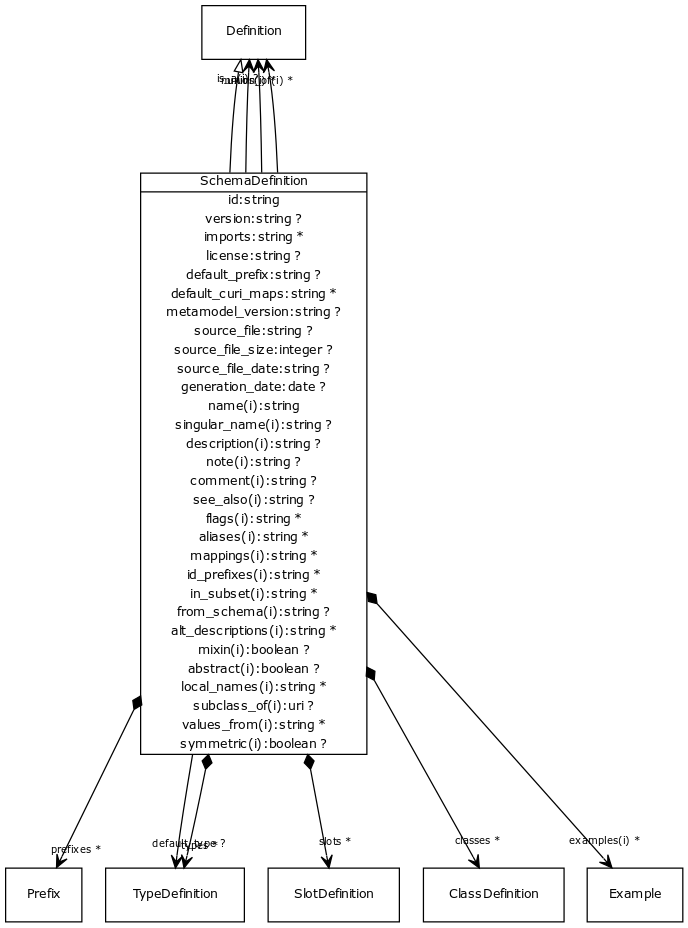 Definition
SchemaDefinition
id:string
version:string ?
imports:string *
license:string ?
default_prefix:string ?
default_curi_maps:string *
metamodel_version:string ?
source_file:string ?
source_file_size:integer ?
source_file_date:string ?
generation_date:date ?
name(i):string
singular_name(i):string ?
description(i):string ?
note(i):string ?
comment(i):string ?
see_also(i):string ?
flags(i):string *
aliases(i):string *
mappings(i):string *
id_prefixes(i):string *
in_subset(i):string *
from_schema(i):string ?
alt_descriptions(i):string *
mixin(i):boolean ?
abstract(i):boolean ?
local_names(i):string *
subclass_of(i):uri ?
values_from(i):string *
symmetric(i):boolean ?
prefixes *
default_type ?
types *
slots *
classes *
examples(i) *
Prefix
TypeDefinition
SlotDefinition
ClassDefinition
Example